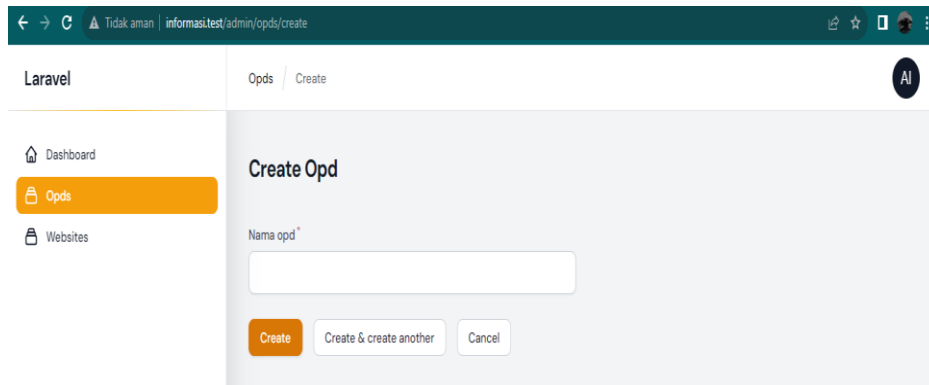 Tidak aman | informasi.test/admin/opds/create
Laravel
Opds / Create
AI
Dashboard
Opds
Websites
Create Opd
Nama opd*
Create
Create & create another
Cancel